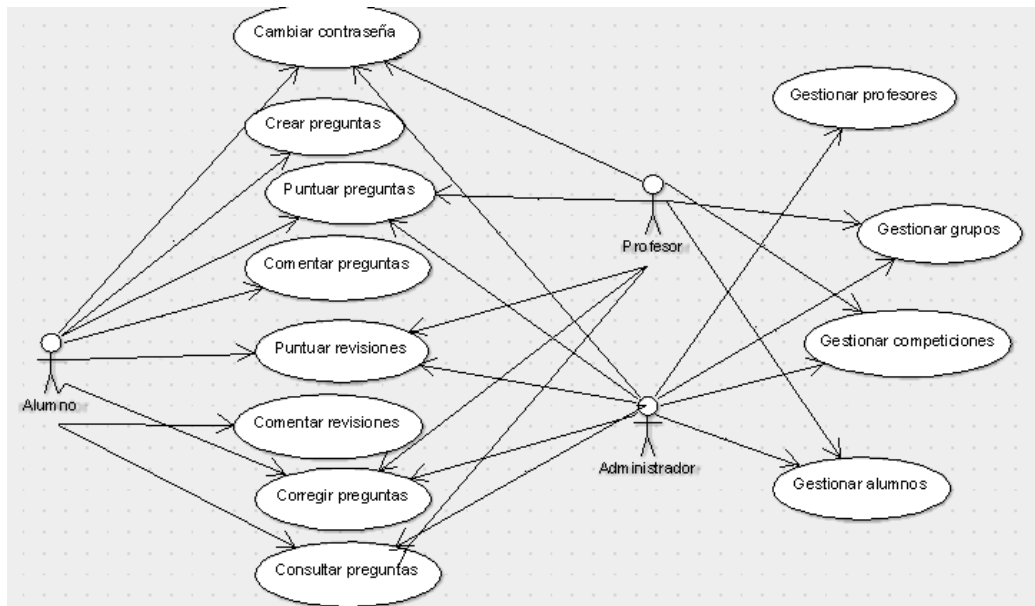 Cambiar contraseña
Gestionar profesores
Crear preguntas
Puntuar preguntas
Profesor
Gestionar grupos
Comentar preguntas
Puntuar revisiones
Gestionar competiciones
Alumno
Comentar revisiones
Administrador
Corregir preguntas
Gestionar alumnos
Consultar preguntas